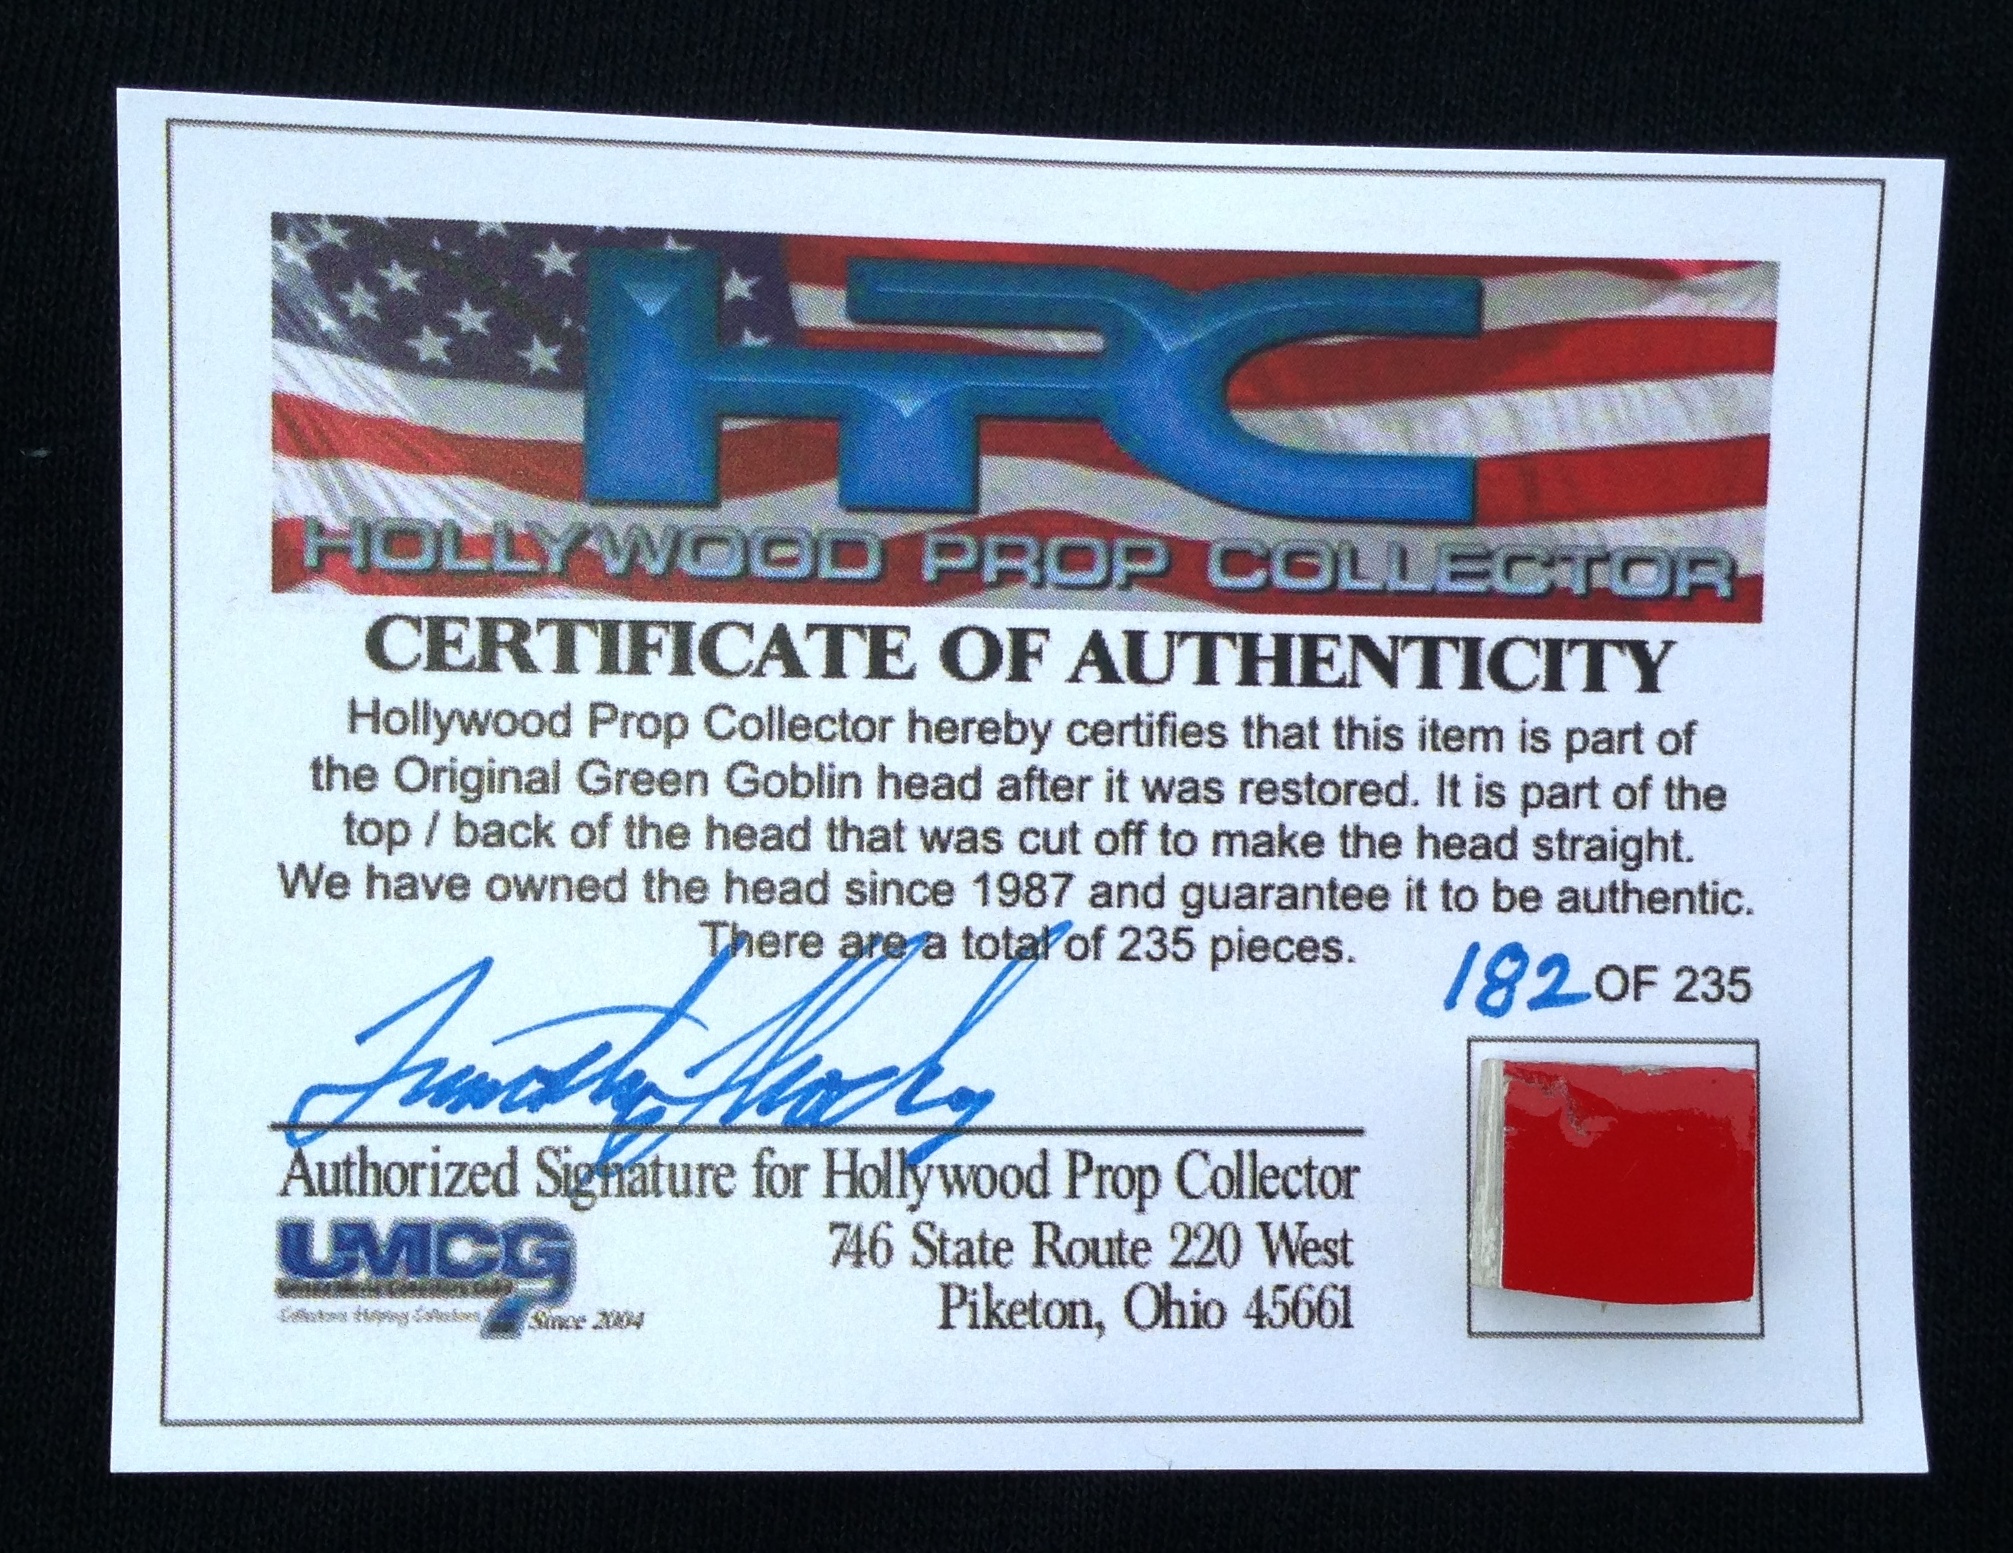 HPC
HOLLYWOOD PROP COLLECTOR
CERTIFICATE OF AUTHENTICITY
Hollywood Prop Collector hereby certifies that this item is part of
the Original Green Goblin head after it was restored. It is part of the
top / back of the head that was cut off to make the head straight.
We have owned the head since 1987 and guarantee it to be authentic.
There are a total of 235 pieces.
182 OF 235
Authorized Signature for Hollywood Prop Collector
UMCG
Collectors Helping Collectors
Since 2004
746 State Route 220 West
Piketon, Ohio 45661